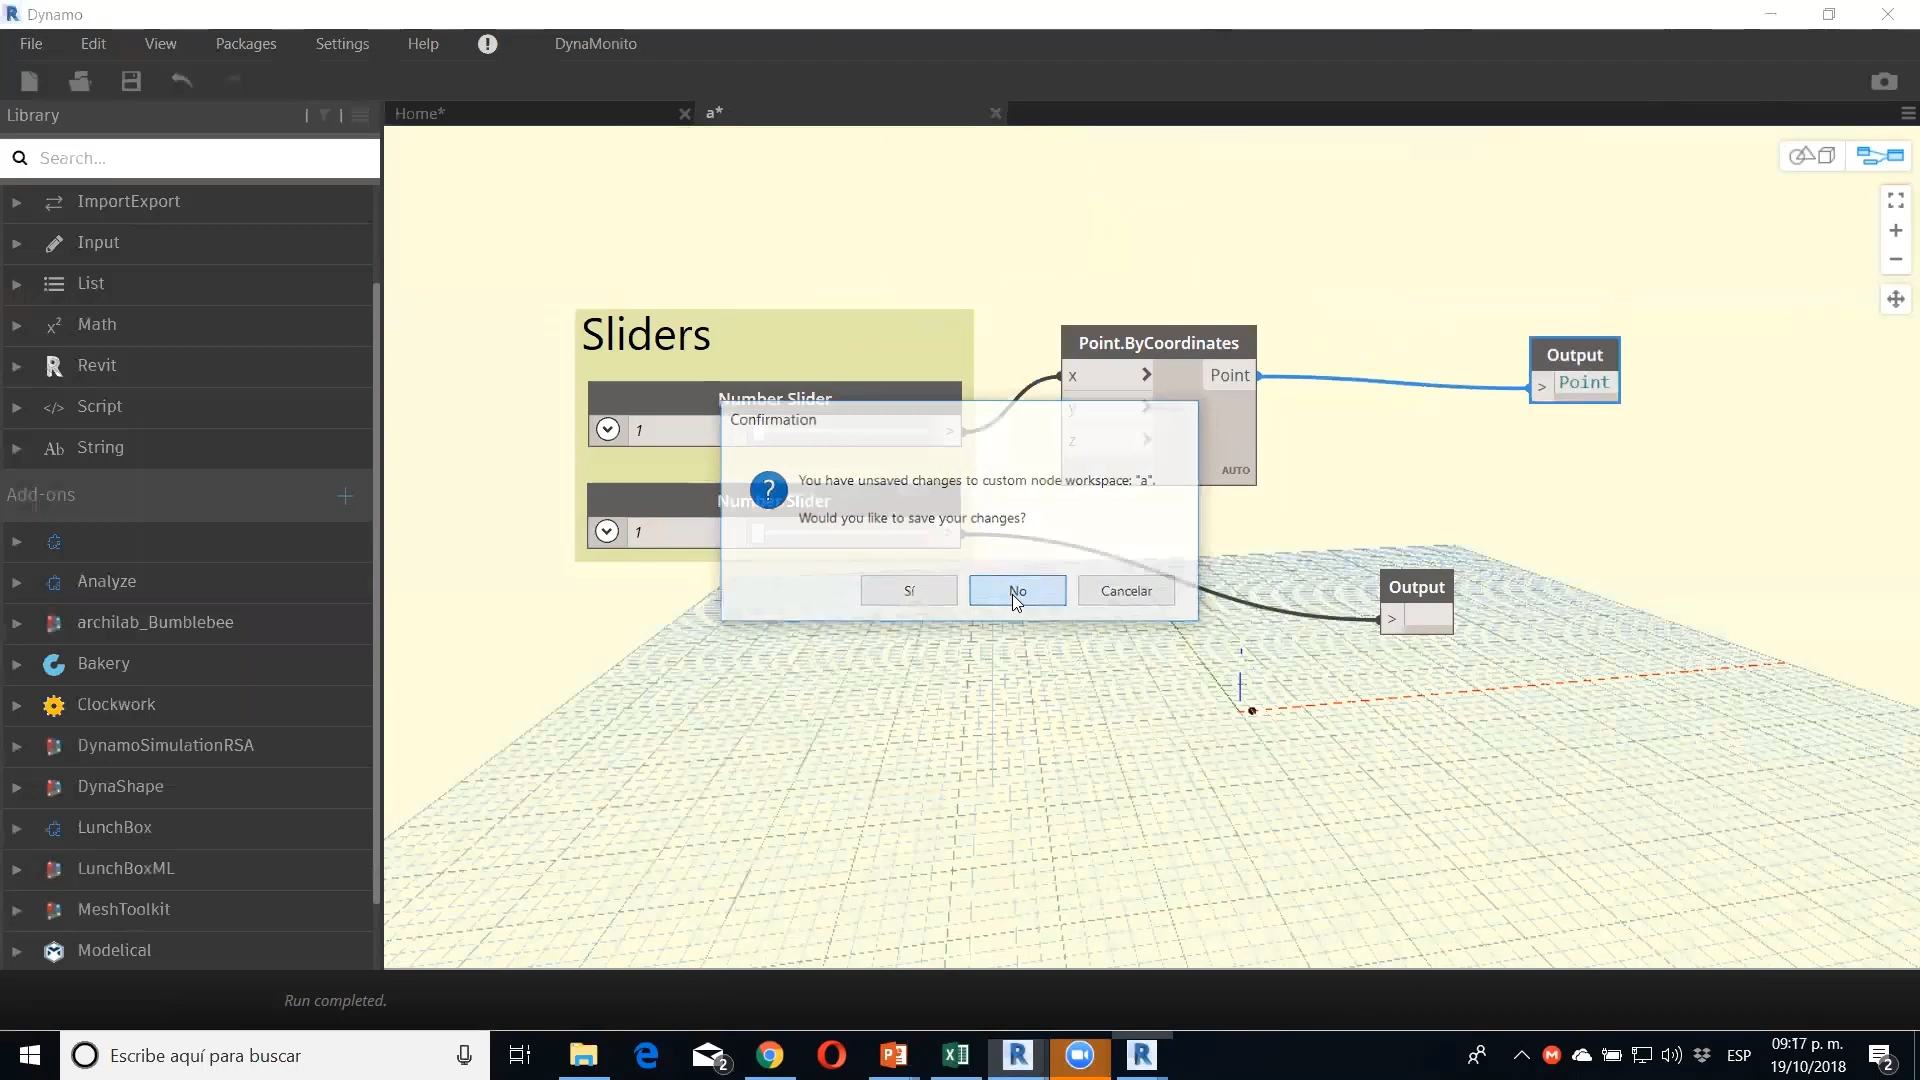 Dynamo
File Edit View Packages Settings Help DynaMonito
Library
Home*
a*
Search...
ImportExport
Input
List
Math
Revit
Script
String
Add-ons
Analyze
archilab_Bumblebee
Bakery
Clockwork
DynamoSimulationRSA
DynaShape
LunchBox
LunchBoxML
MeshToolkit
Modelical
Sliders
Number Slider
1
>
Number Slider
1
>
Point.ByCoordinates
x
y
z
Point
AUTO
Output
> Point
Output
>
Confirmation
You have unsaved changes to custom node workspace: "a".
Would you like to save your changes?
Sí No Cancelar
Run completed.
Escribe aquí para buscar
2
ESP
09:17 p. m.
19/10/2018
2